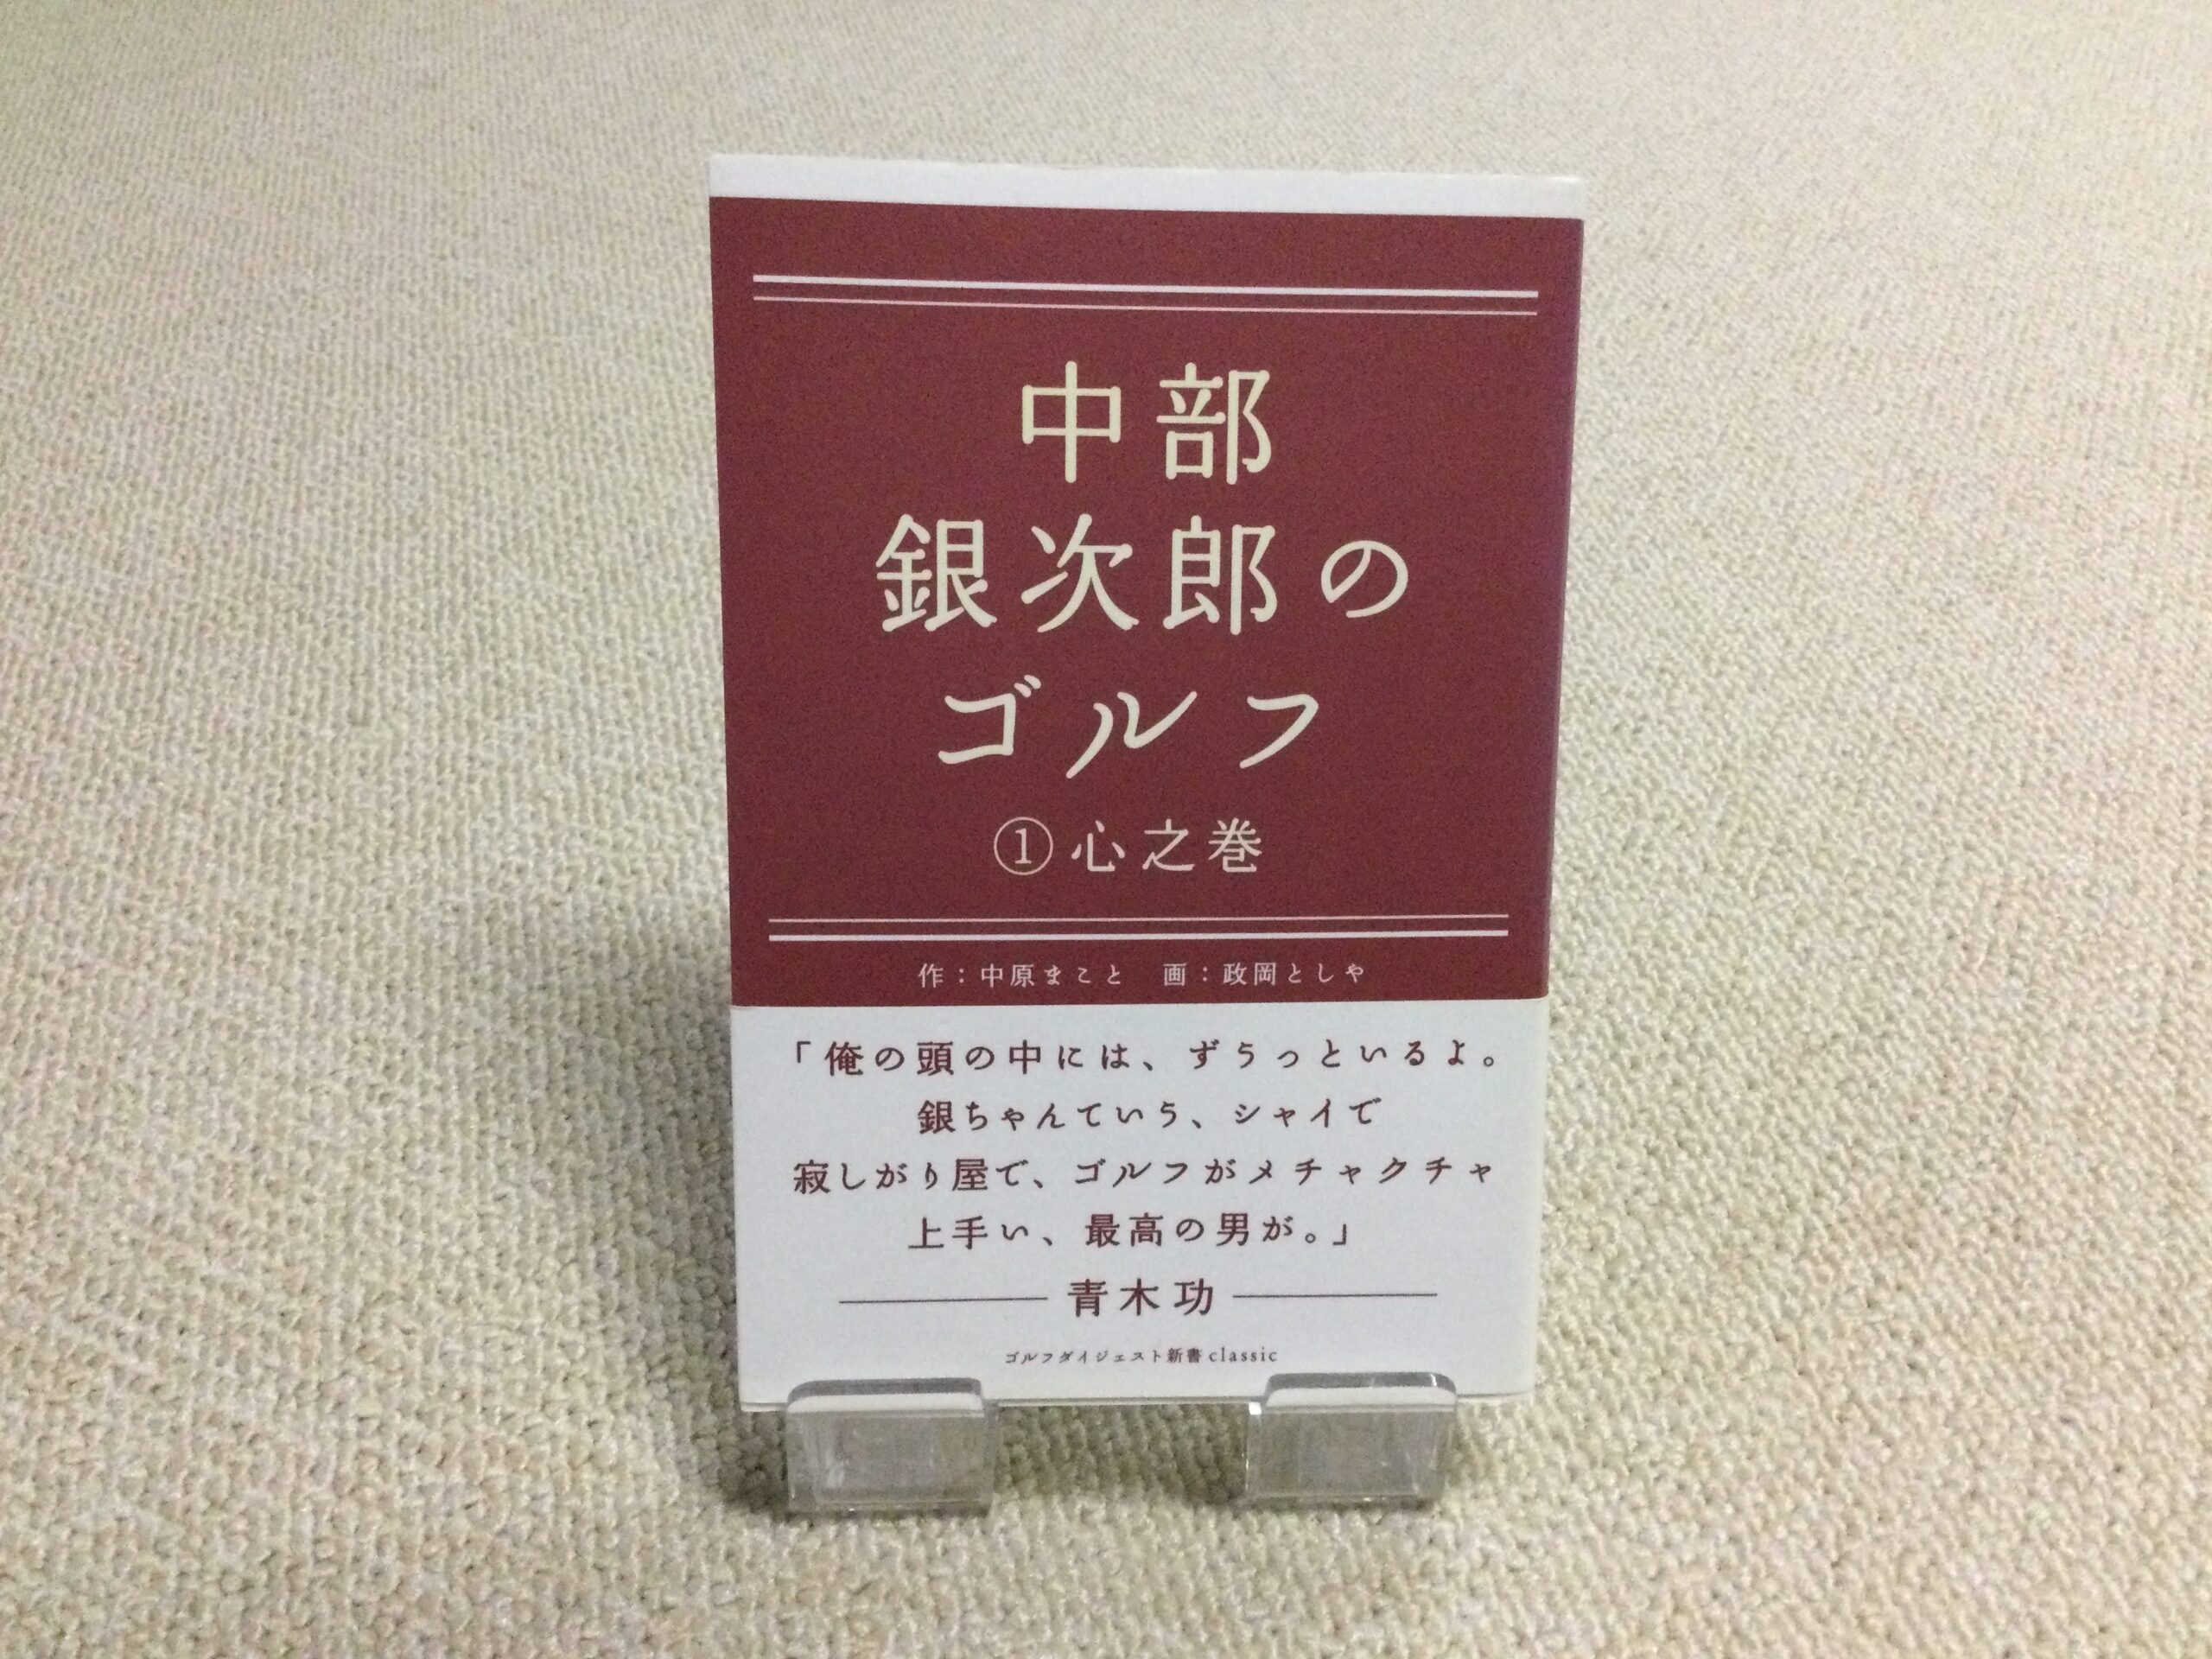 中部
銀次郎の
ゴルフ
①心之巻
作：中原まこと　画：政岡としや
「俺の頭の中には、ずうっといるよ。
銀ちゃんていう、シャイで
寂しがり屋で、ゴルフがメチャクチャ
上手い、最高の男が。」
青木功
ゴルフダイジェスト新書classic